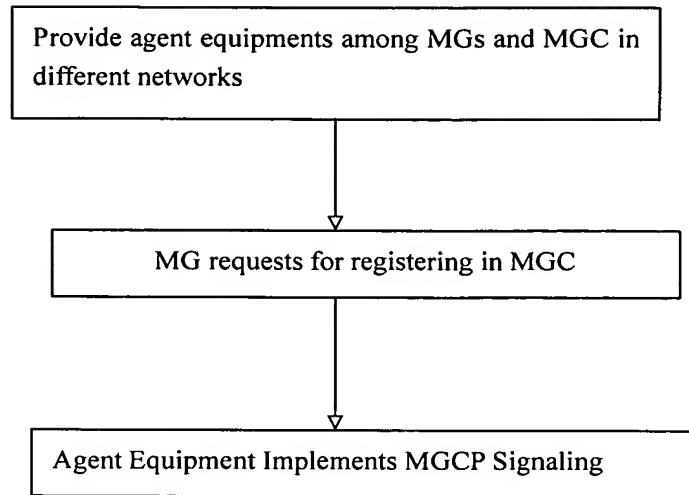 Provide agent equipments among MGs and MGC in
different networks
MG requests for registering in MGC
Agent Equipment Implements MGCP Signaling